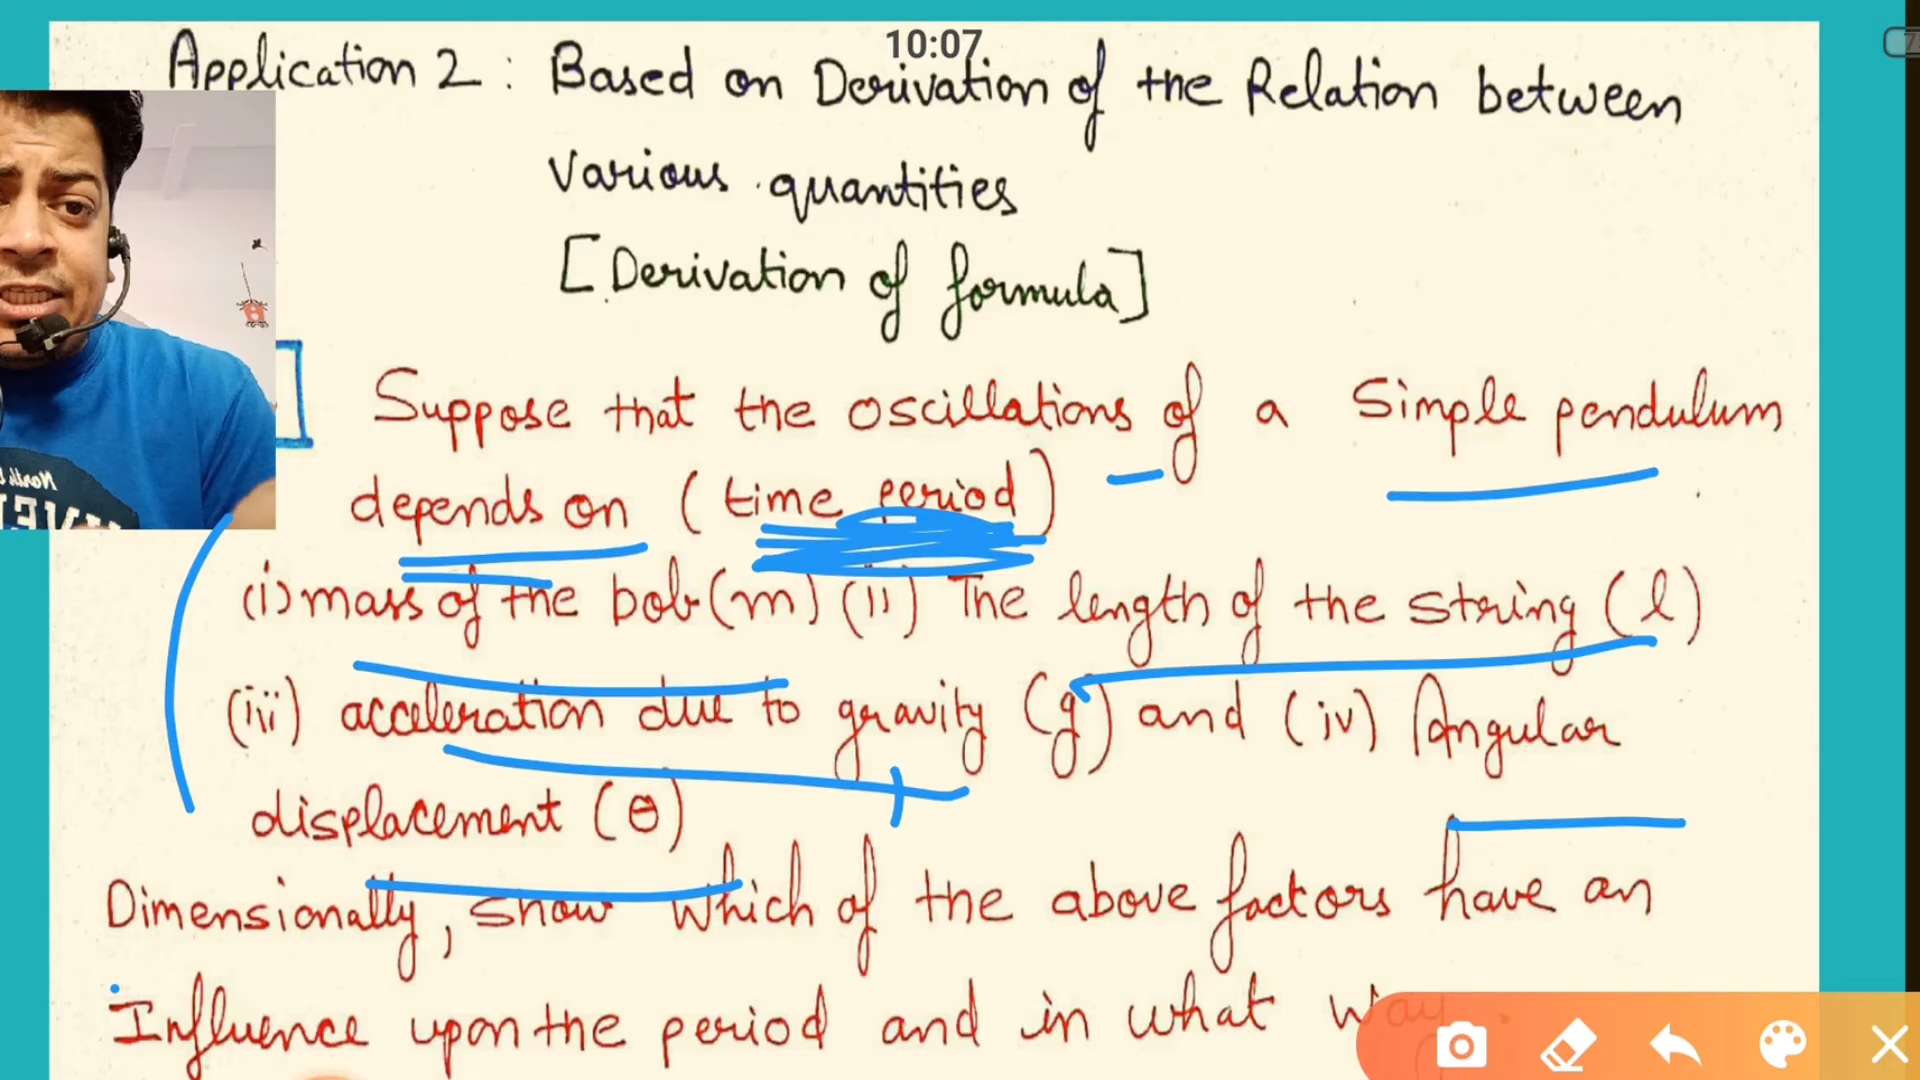 10:07
Application 2 : Based on Derivation of the Relation between
various quantities
[Derivation of formula]
Suppose that the oscillations of a Simple pendulum
depends on (time period)
(i) mass of the bob (m) (ii) The length of the string (l)
(iii) acceleration due to gravity (g) and (iv) Angular
displacement (θ)
Dimensionally, show which of the above factors have an
Influence upon the period and in what way.